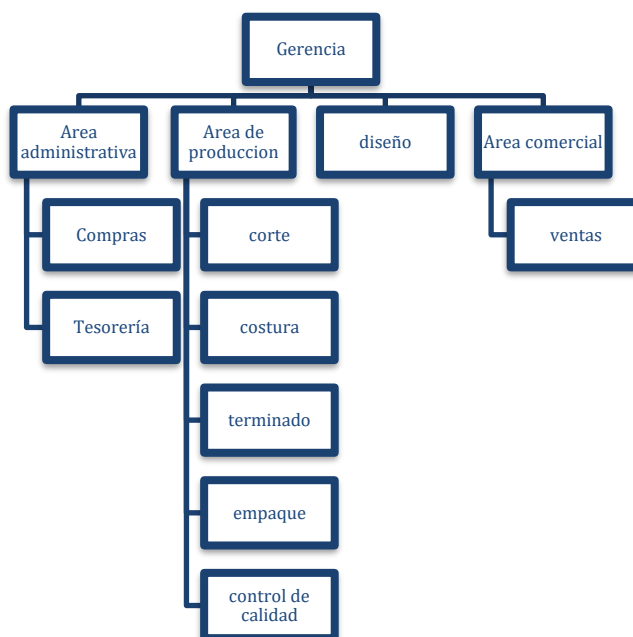 Gerencia
Area
administrativa
Area de
produccion
diseño
Area comercial
Compras
corte
ventas
Tesorería
costura
terminado
empaque
control de
calidad